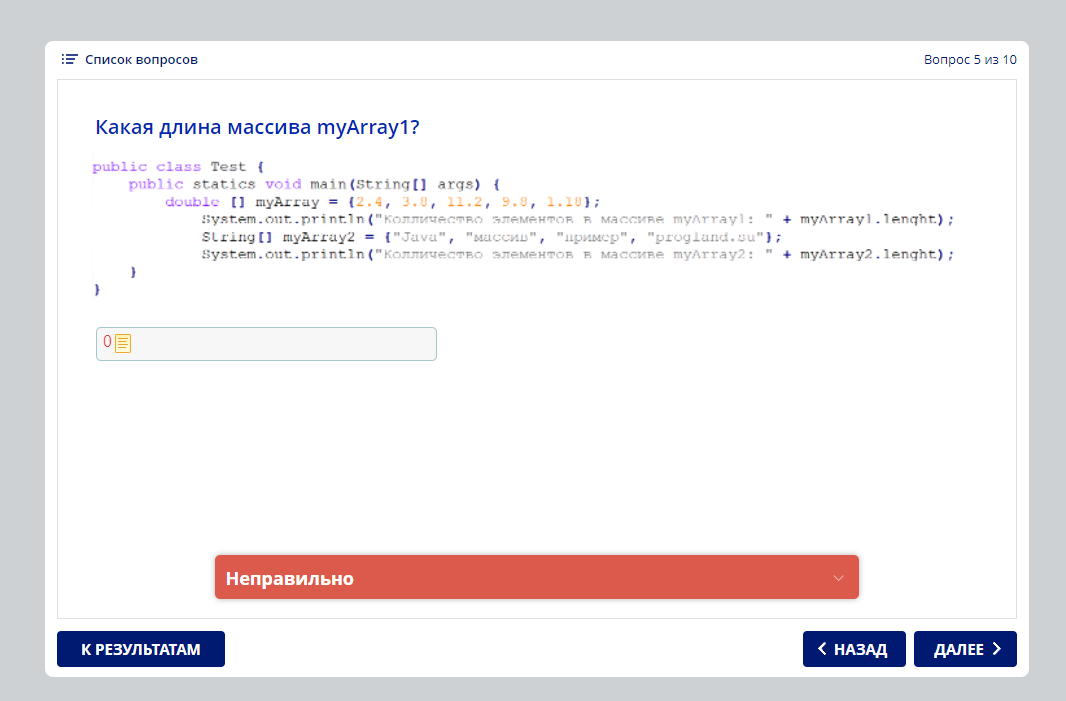 Список вопросов
Вопрос 5 из 10
Какая длина массива myArray1?
public class Test {
public statics void main(String[] args) {
double [] myArray = {2.4, 3.8, 11.2, 9.8, 1.18};
System.out.println("Колличество элементов в массиве myArray1: " + myArray1.lenght);
String[] myArray2 = {"Java", "массив", "пример", "progland.su"};
System.out.println("Колличество элементов в массиве myArray2: " + myArray2.lenght);
}
}
0
Неправильно
К РЕЗУЛЬТАТАМ
НАЗАД
ДАЛЕЕ